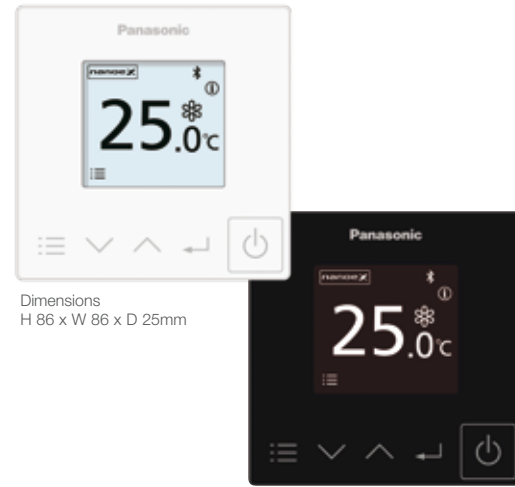 Panasonic
nanoe X
25.0℃
Dimensions
H 86 x W 86 x D 25mm
Panasonic
nanoe X
25.0℃